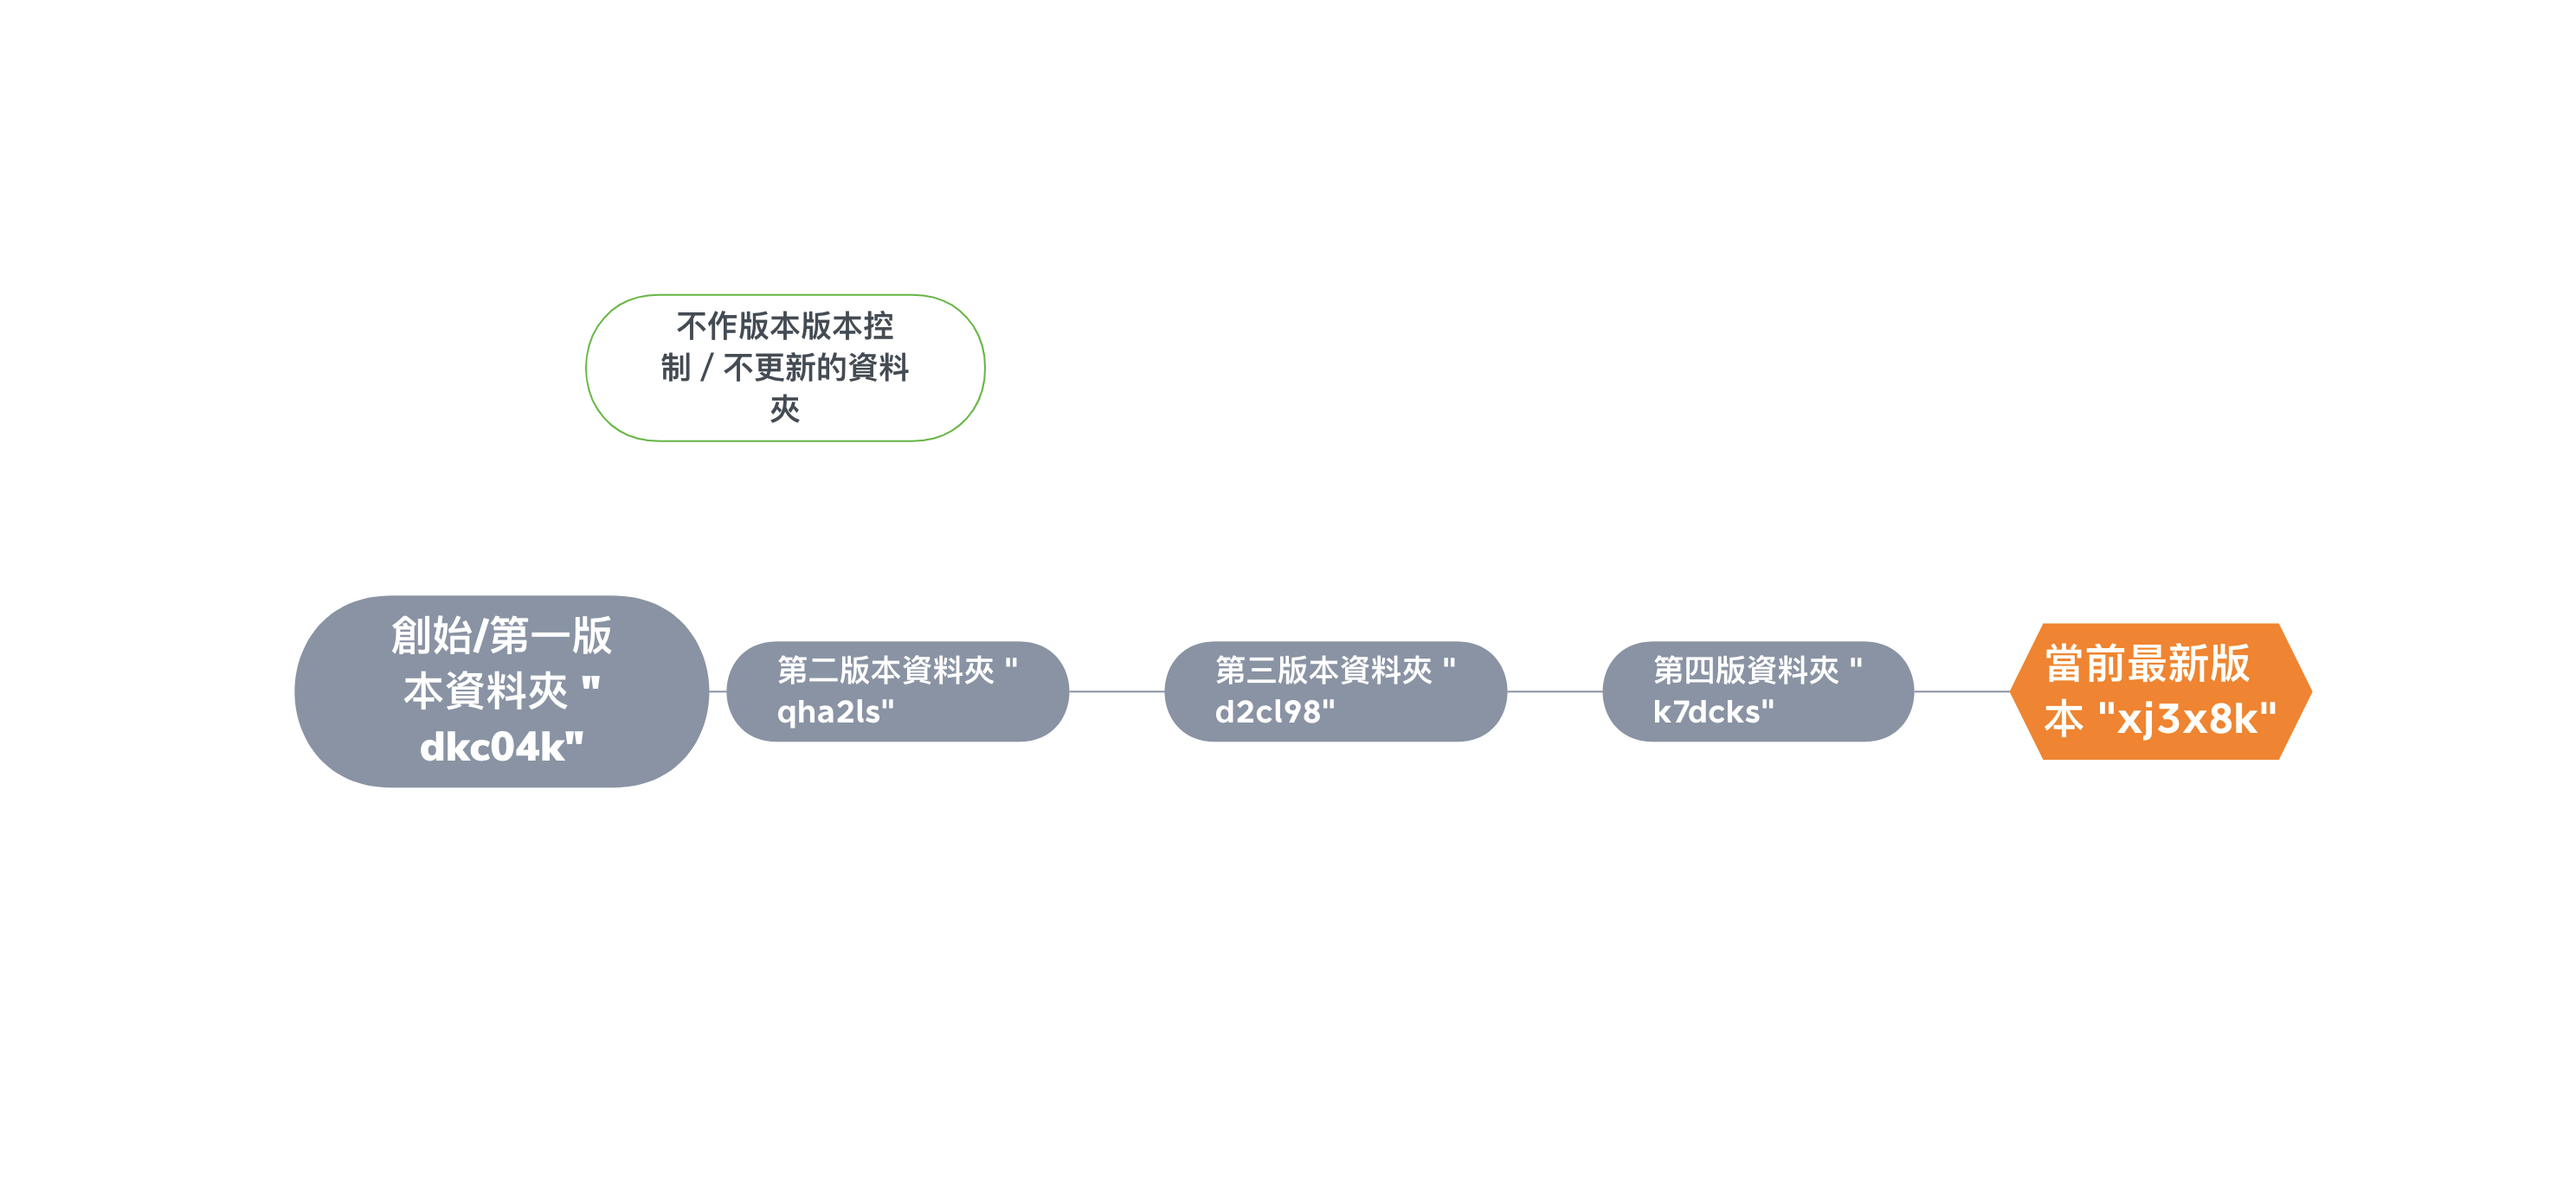 不作版本版本控
制 / 不更新的資料
夾
創始/第一版
本資料夾 "
dkc04k"
第二版本資料夾 "
qha2ls"
第三版本資料夾 "
d2cl98"
第四版資料夾 "
k7dcks"
當前最新版
本 "xj3x8k"